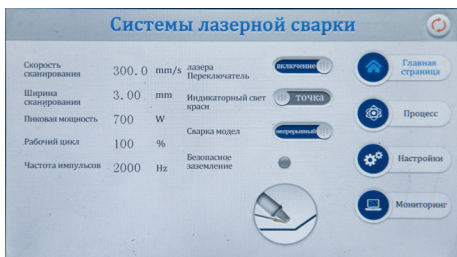 Системы лазерной сварки
Скорость
сканирования
300.0 mm/s
лазера
Переключатель
включение
Главная
страница
Ширина
сканирования
3.00 mm
Индикаторный свет
красн
точка
Процесс
Пиковая мощность
700 W
Сварка модел
непрерывный
Рабочий цикл
100 %
Безопасное
заземление
Настройки
Частота импульсов
2000 Hz
Мониторинг